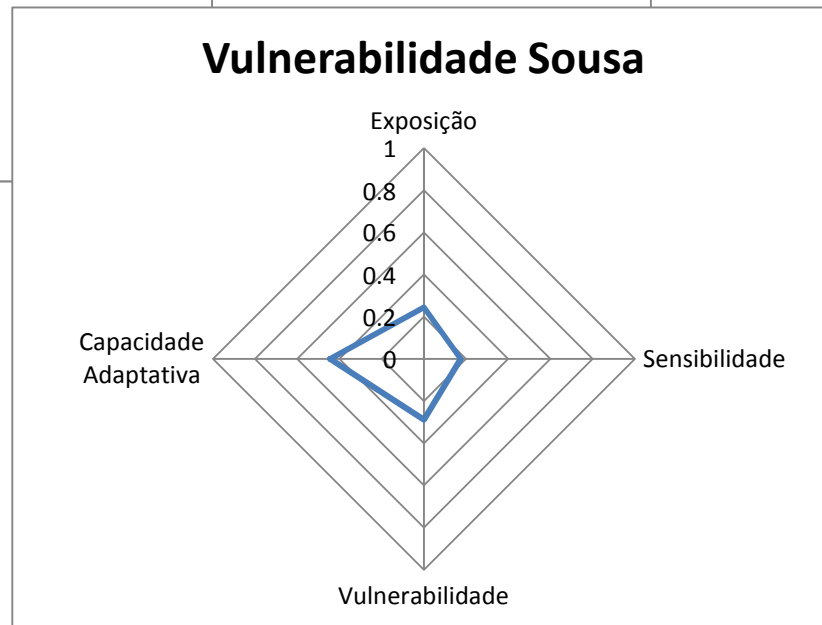 Vulnerabilidade Sousa
Exposição
1
0.8
0.6
0.4
0.2
0
Capacidade
Adaptativa
Sensibilidade
Vulnerabilidade